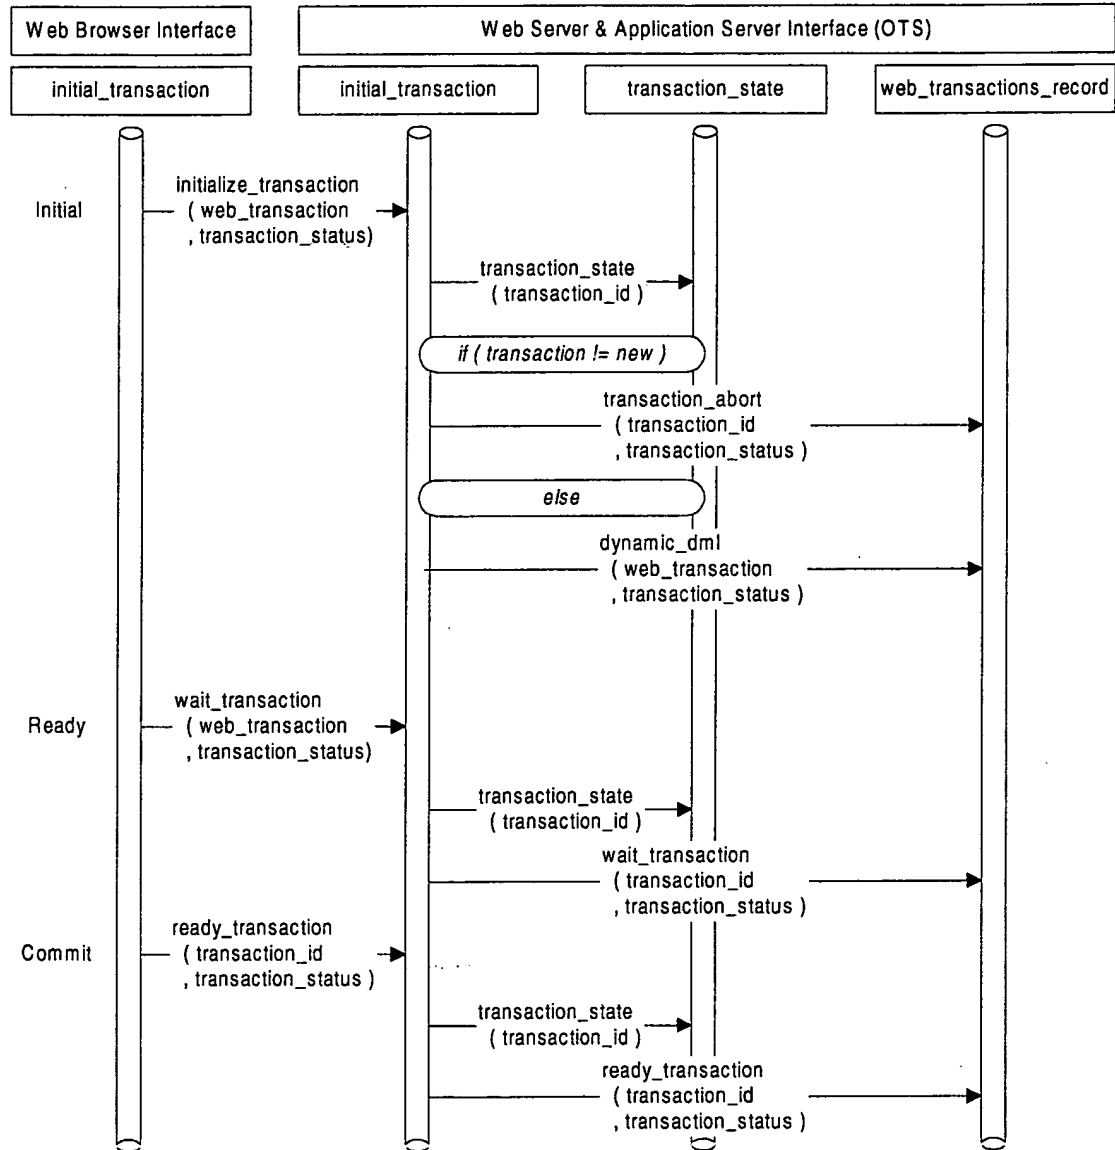 Web Browser Interface
Web Server & Application Server Interface (OTS)
initial_transaction
initial_transaction
transaction_state
web_transactions_record
Initial
initialize_transaction
( web_transaction
, transaction_status)
transaction_state
( transaction_id )
if ( transaction != new )
transaction_abort
( transaction_id
, transaction_status )
else
dynamic_dml
( web_transaction
, transaction_status )
Ready
wait_transaction
( web_transaction
, transaction_status)
transaction_state
( transaction_id )
wait_transaction
( transaction_id
, transaction_status )
Commit
ready_transaction
( transaction_id
, transaction_status )
transaction_state
( transaction_id )
ready_transaction
( transaction_id
, transaction_status )